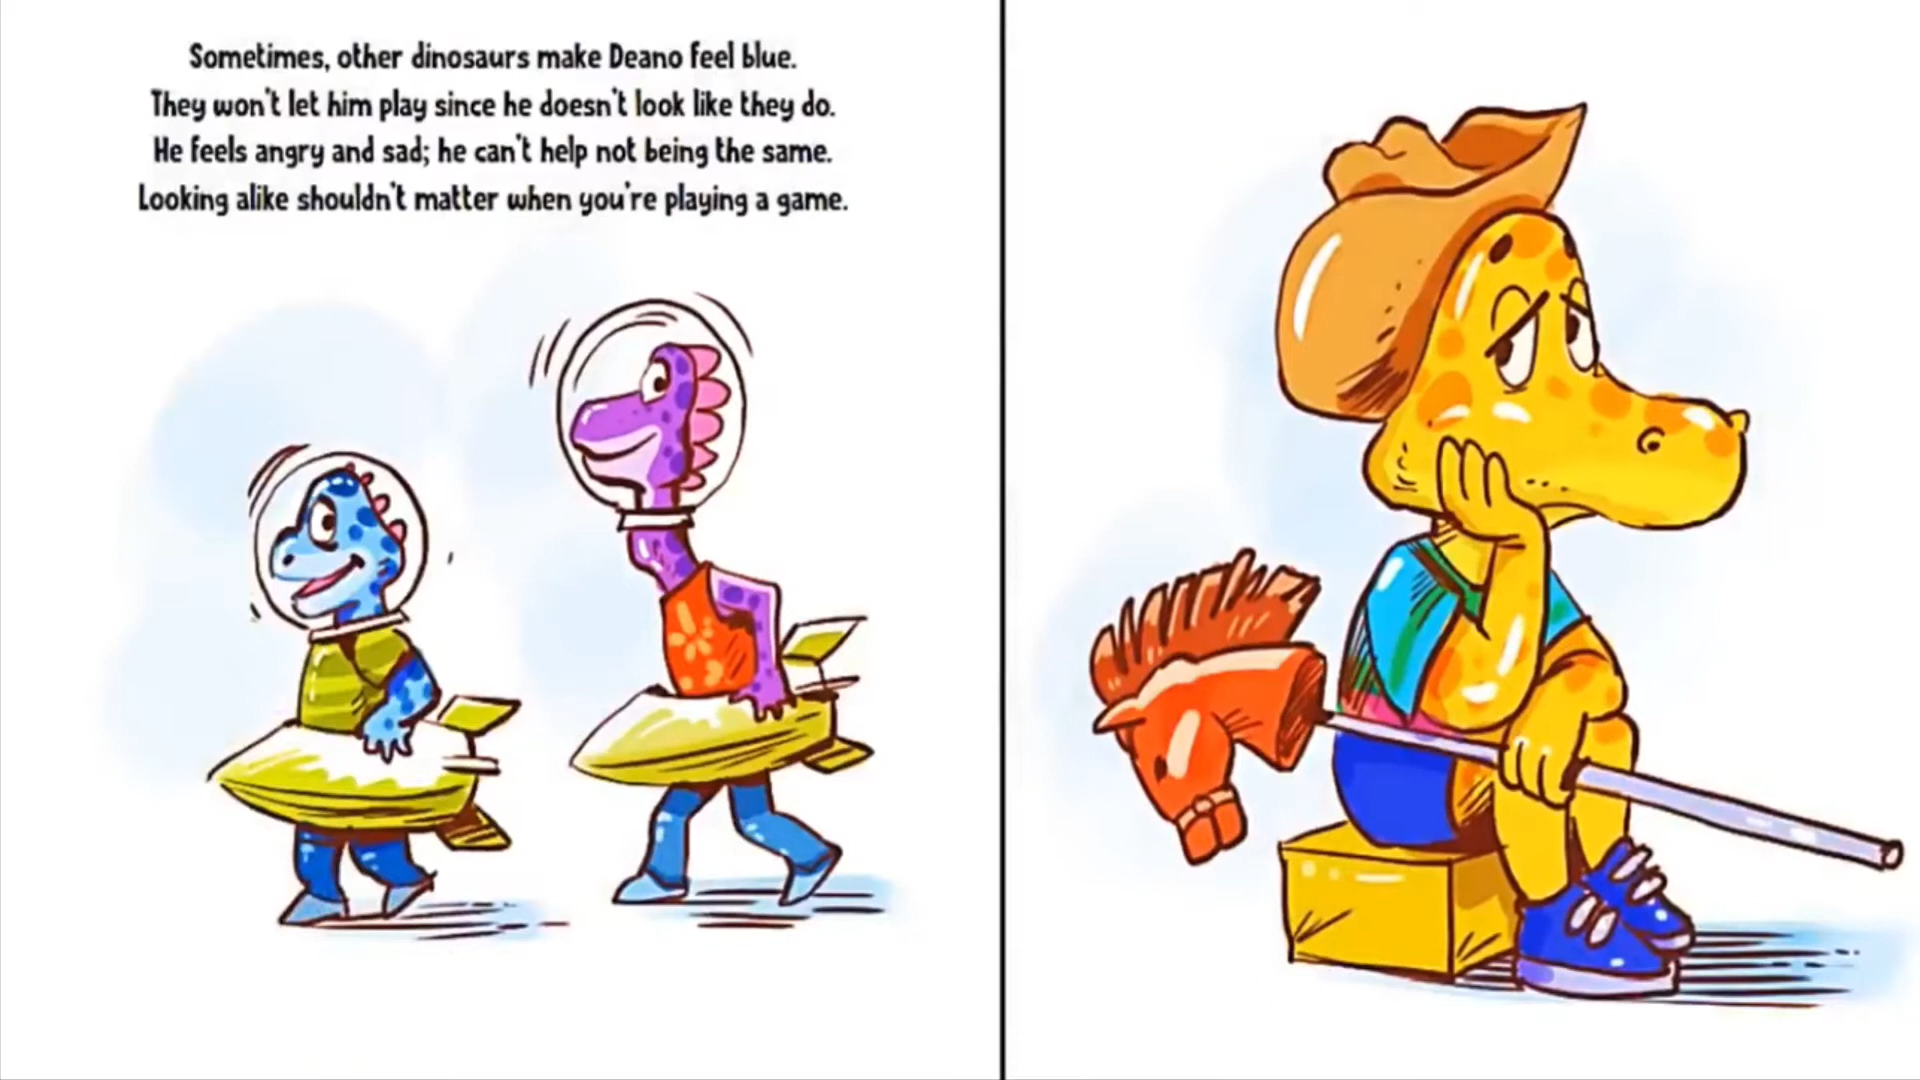 Sometimes, other dinosaurs make Deano feel blue.
They won't let him play since he doesn't look like they do.
He feels angry and sad; he can't help not being the same.
Looking alike shouldn't matter when you're playing a game.